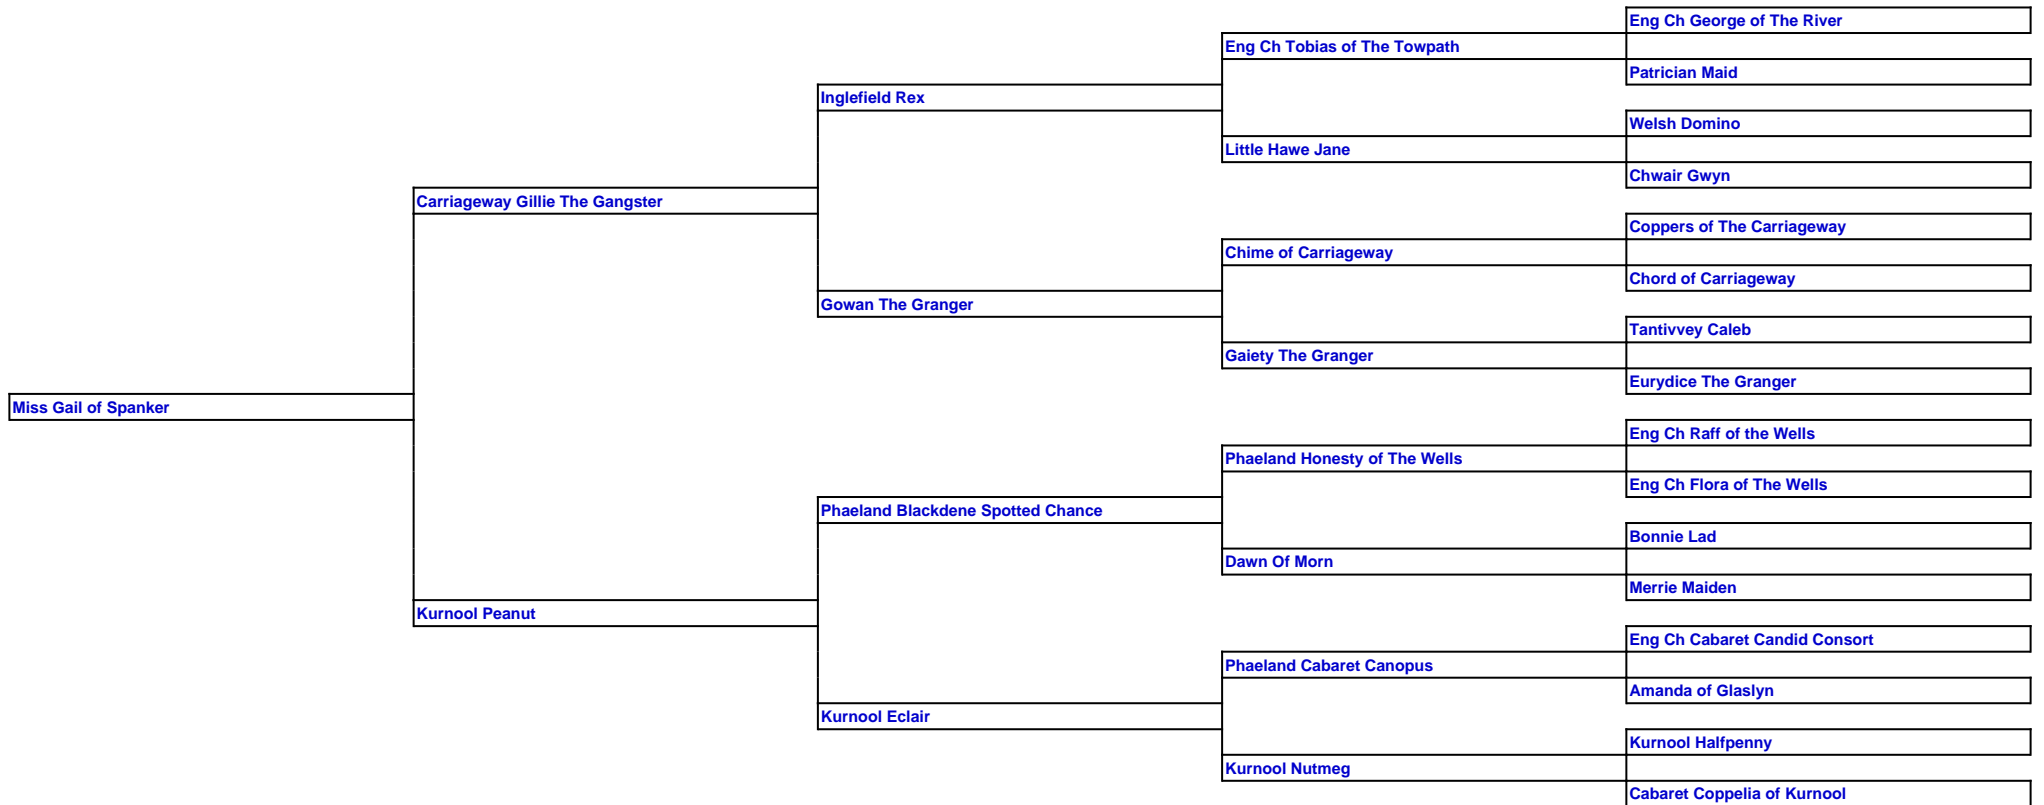 Eng Ch George of The River
Eng Ch Tobias of The Towpath
Patrician Maid
Inglefield Rex
Welsh Domino
Little Hawe Jane
Chwair Gwyn
Carriageway Gillie The Gangster
Coppers of The Carriageway
Chime of Carriageway
Chord of Carriageway
Gowan The Granger
Tantivvey Caleb
Gaiety The Granger
Eurydice The Granger
Miss Gail of Spanker
Eng Ch Raff of the Wells
Phaeland Honesty of The Wells
Eng Ch Flora of The Wells
Phaeland Blackdene Spotted Chance
Bonnie Lad
Dawn Of Morn
Merrie Maiden
Kurnool Peanut
Eng Ch Cabaret Candid Consort
Phaeland Cabaret Canopus
Amanda of Glaslyn
Kurnool Eclair
Kurnool Halfpenny
Kurnool Nutmeg
Cabaret Coppelia of Kurnool